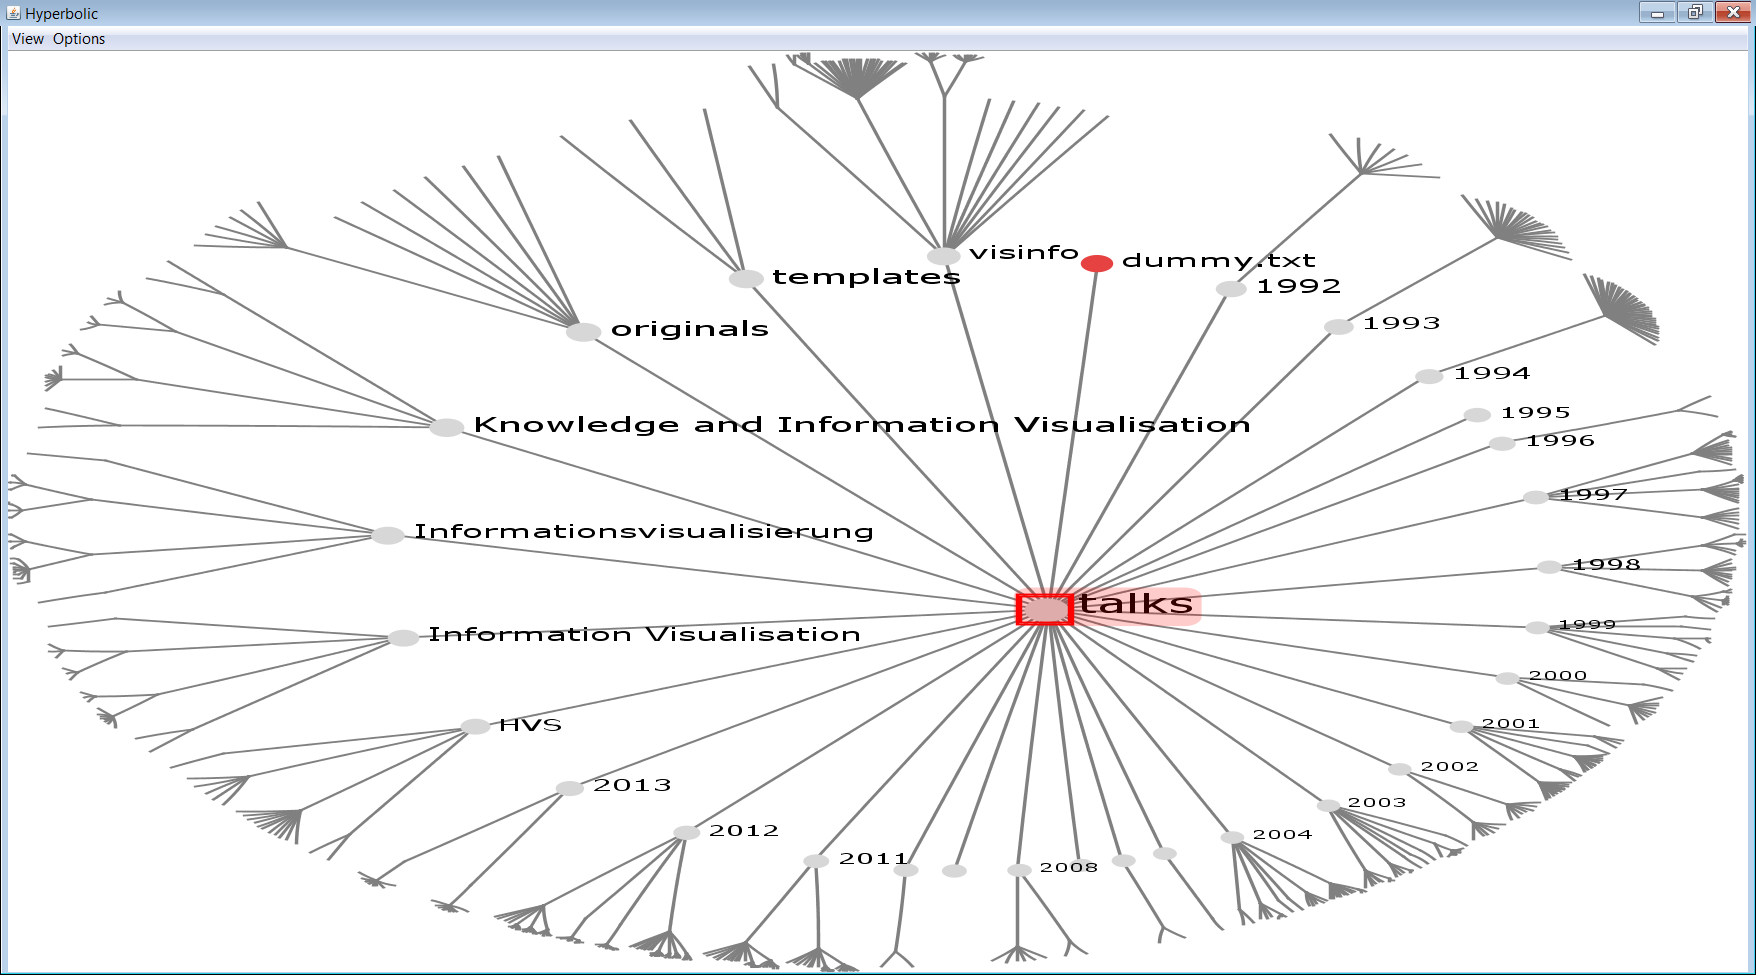 Hyperbolic
View Options
visinfo
dummy.txt
templates
1992
originals
1993
1994
1995
Knowledge and Information Visualisation
1996
1997
Informationsvisualisierung
1998
talks
1999
Information Visualisation
2000
HVS
2001
2002
2013
2003
2012
2004
2011
2008